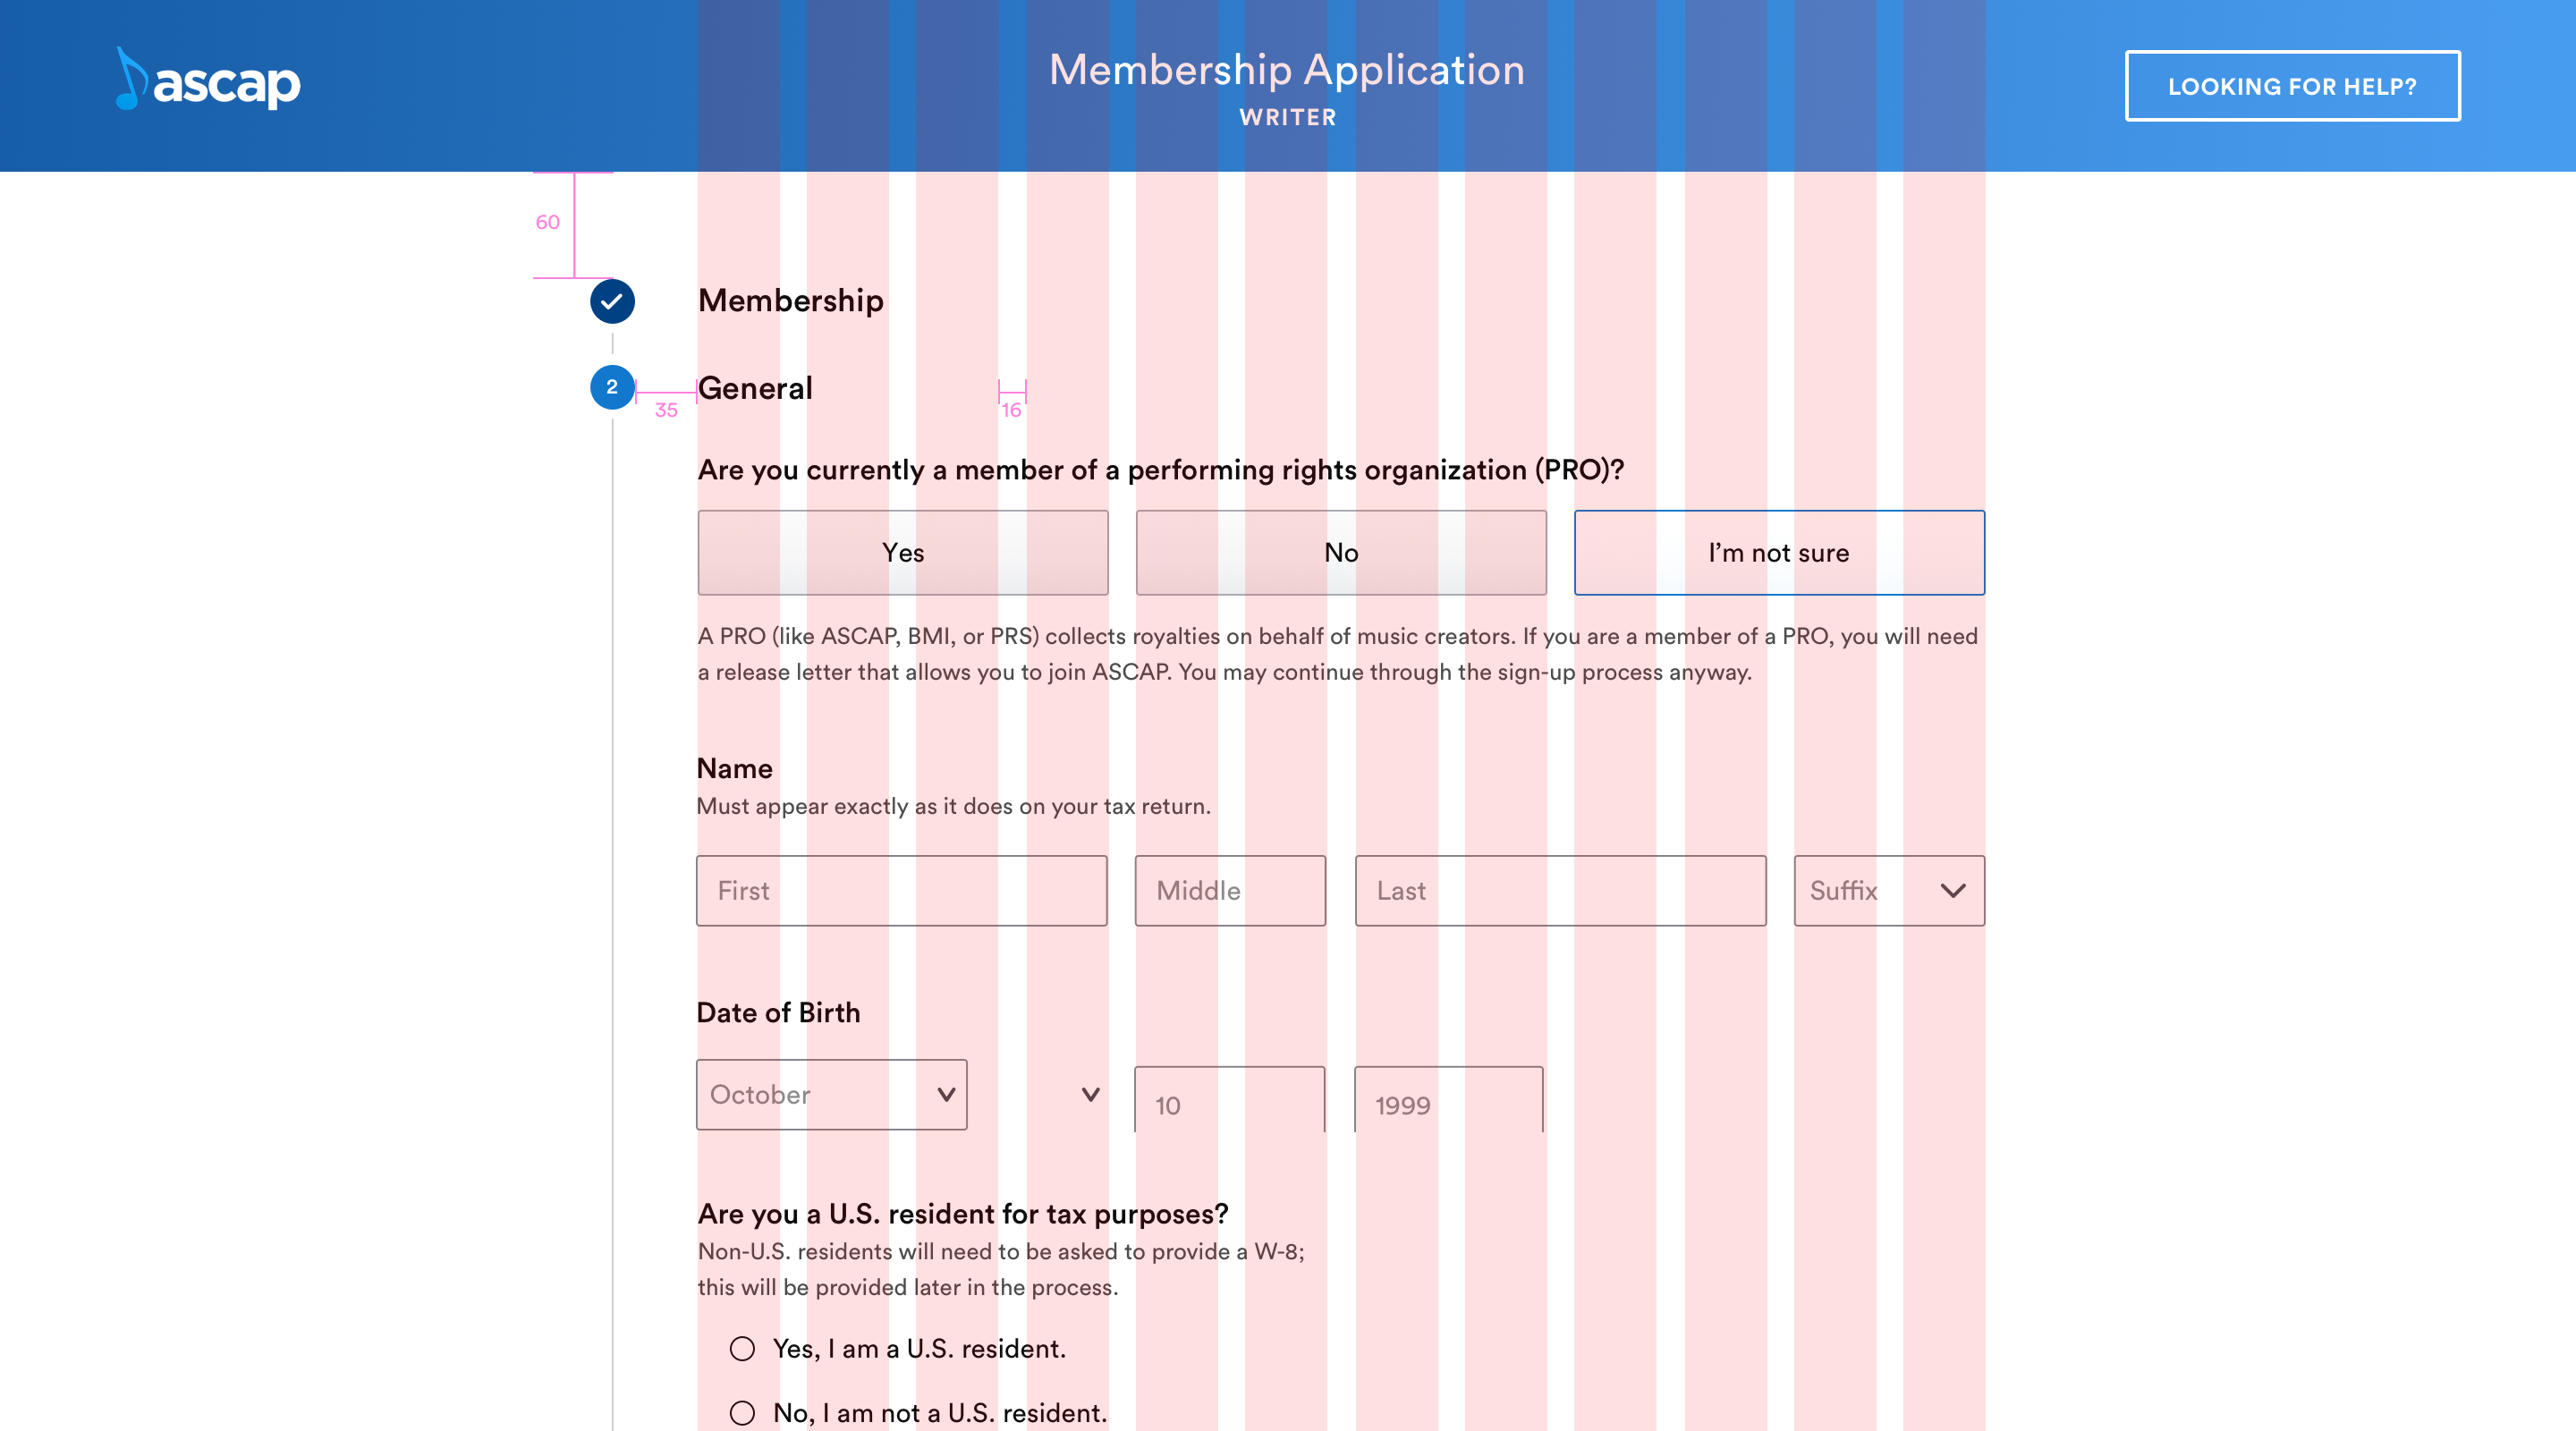 ascap
Membership Application
WRITER
LOOKING FOR HELP?
60
Membership
2
General
35
16
Are you currently a member of a performing rights organization (PRO)?
Yes
No
I’m not sure
A PRO (like ASCAP, BMI, or PRS) collects royalties on behalf of music creators. If you are a member of a PRO, you will need
a release letter that allows you to join ASCAP. You may continue through the sign-up process anyway.
Name
Must appear exactly as it does on your tax return.
First
Middle
Last
Suffix
Date of Birth
October
10
1999
Are you a U.S. resident for tax purposes?
Non-U.S. residents will need to be asked to provide a W-8;
this will be provided later in the process.
Yes, I am a U.S. resident.
No, I am not a U.S. resident.